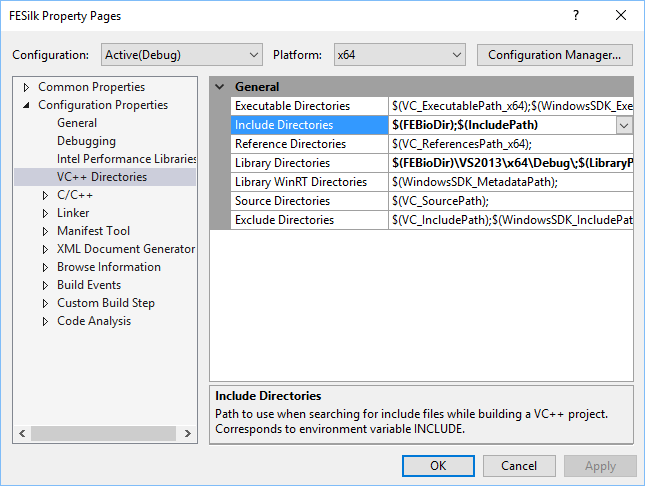 FESilk Property Pages
Configuration: Active(Debug) Platform: x64 Configuration Manager...
Common Properties
Configuration Properties
General
Debugging
Intel Performance Libraries
VC++ Directories
C/C++
Linker
Manifest Tool
XML Document Generator
Browse Information
Build Events
Custom Build Step
Code Analysis
General
Executable Directories $(VC_ExecutablePath_x64);$(WindowsSDK_Exe
Include Directories $(FEBioDir);$(IncludePath)
Reference Directories $(VC_ReferencesPath_x64);
Library Directories $(FEBioDir)\VS2013\x64\Debug\;$(LibraryP
Library WinRT Directories $(WindowsSDK_MetadataPath);
Source Directories $(VC_SourcePath);
Exclude Directories $(VC_IncludePath);$(WindowsSDK_IncludePat
Include Directories
Path to use when searching for include files while building a VC++ project.
Corresponds to environment variable INCLUDE.
OK Cancel Apply